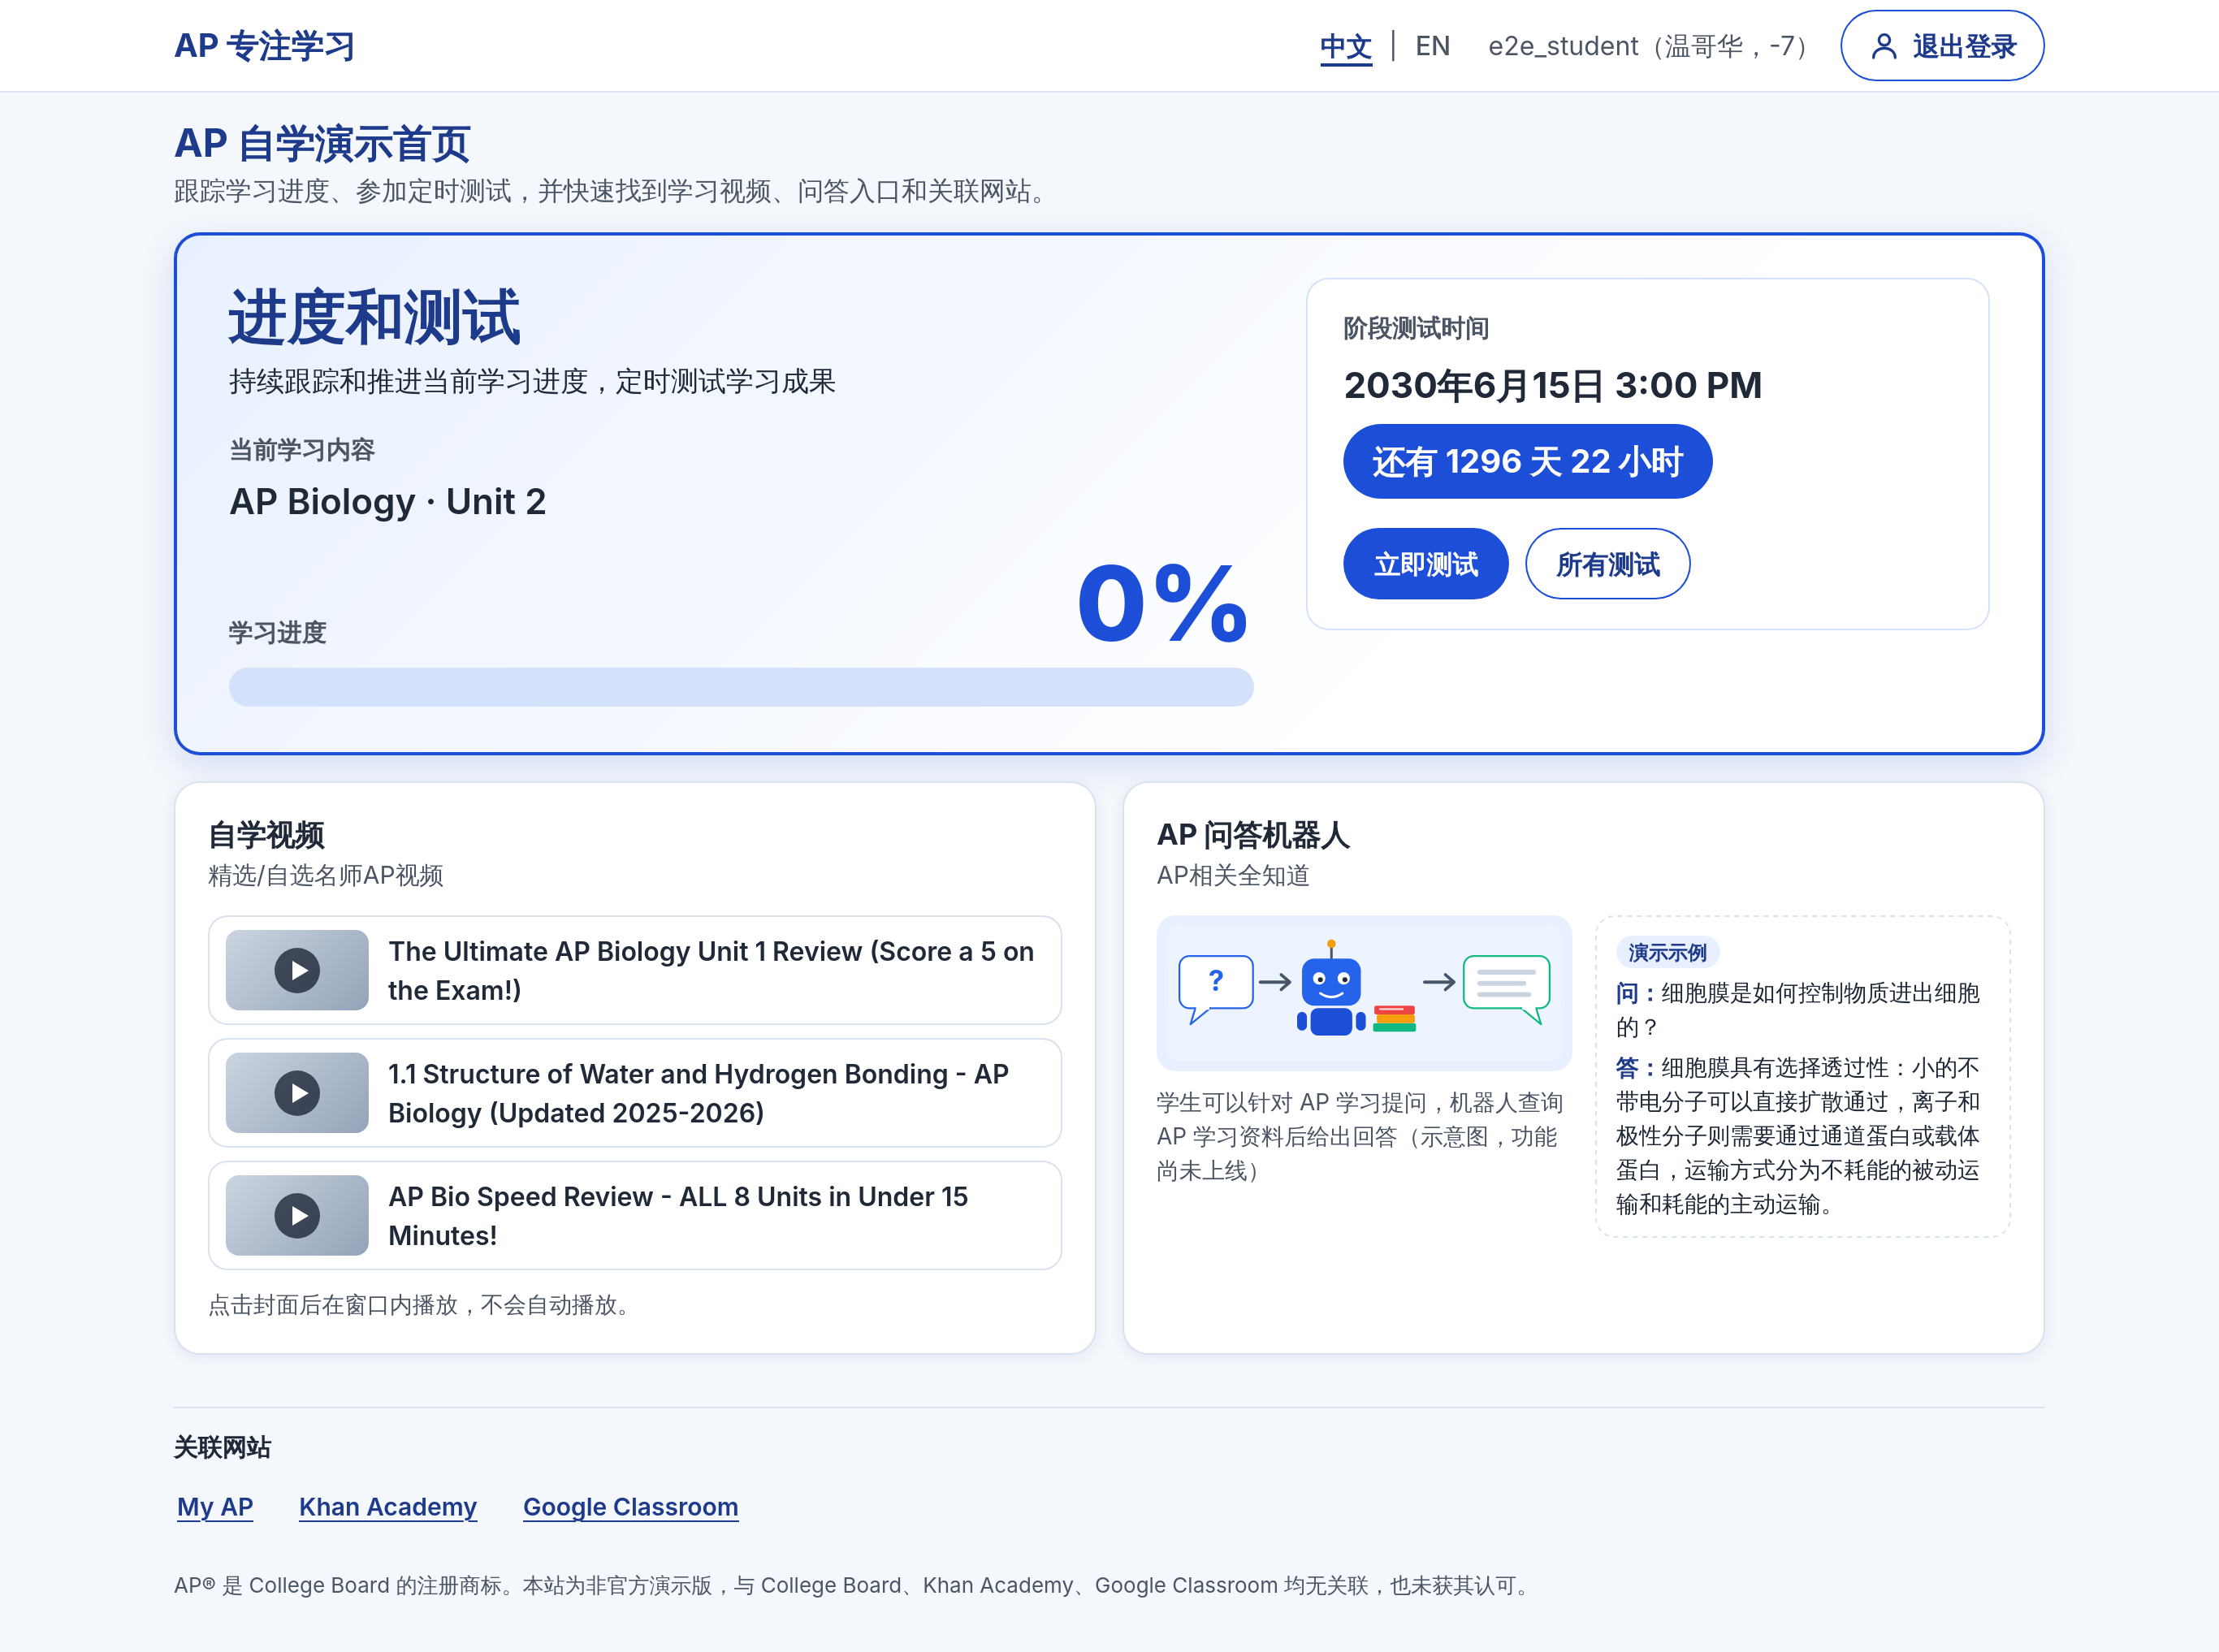 AP 专注学习
中文 | EN e2e_student（温哥华，-7） 退出登录
AP 自学演示首页
跟踪学习进度、参加定时测试，并快速找到学习视频、问答入口和关联网站。
进度和测试
持续跟踪和推进当前学习进度，定时测试学习成果
当前学习内容
AP Biology · Unit 2
学习进度
0%
阶段测试时间
2030年6月15日 3:00 PM
还有 1296 天 22 小时
立即测试 所有测试
自学视频
精选/自选名师AP视频
The Ultimate AP Biology Unit 1 Review (Score a 5 on
the Exam!)
1.1 Structure of Water and Hydrogen Bonding - AP
Biology (Updated 2025-2026)
AP Bio Speed Review - ALL 8 Units in Under 15
Minutes!
点击封面后在窗口内播放，不会自动播放。
AP 问答机器人
AP相关全知道
?
学生可以针对 AP 学习提问，机器人查询
AP 学习资料后给出回答（示意图，功能
尚未上线）
演示示例
问：细胞膜是如何控制物质进出细胞
的？
答：细胞膜具有选择透过性：小的不
带电分子可以直接扩散通过，离子和
极性分子则需要通过通道蛋白或载体
蛋白，运输方式分为不耗能的被动运
输和耗能的主动运输。
关联网站
My AP Khan Academy Google Classroom
AP® 是 College Board 的注册商标。本站为非官方演示版，与 College Board、Khan Academy、Google Classroom 均无关联，也未获其认可。